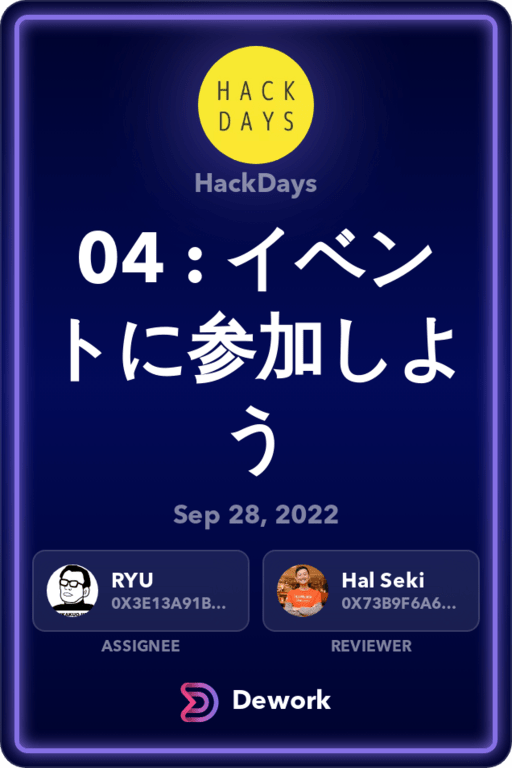 HACK
DAYS
HackDays
04 : イベン
トに参加しよ
う
Sep 28, 2022
RYU
0X3E13A91B...
Hal Seki
0X73B9F6A6...
ASSIGNEE
REVIEWER
Dework